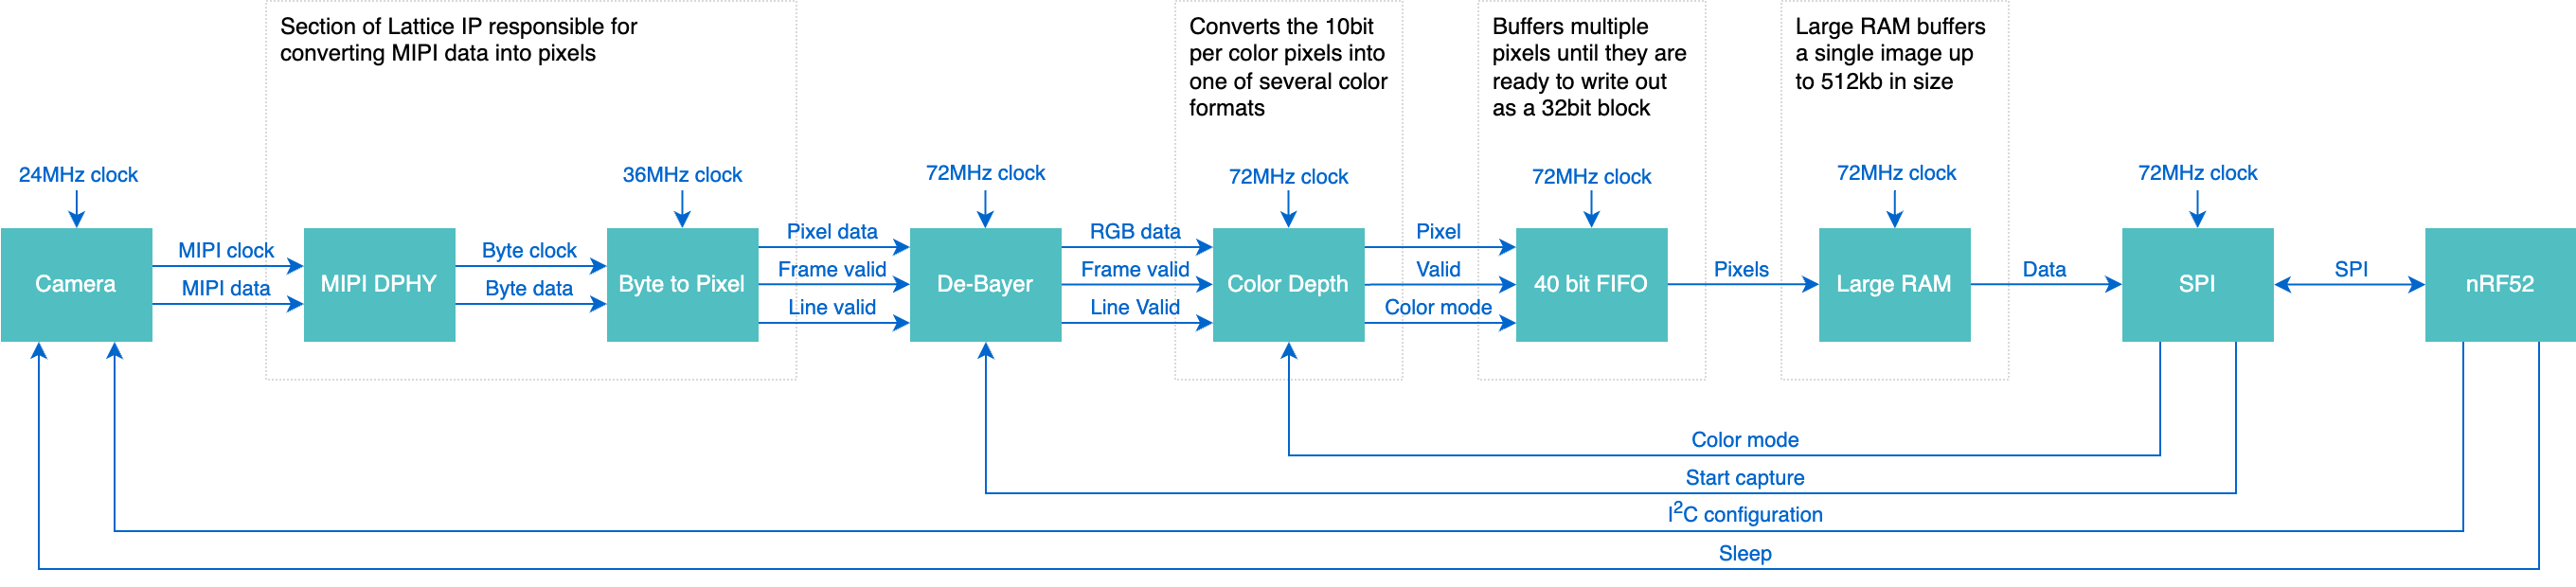 Section of Lattice IP responsible for
converting MIPI data into pixels
Converts the 10bit
per color pixels into
one of several color
formats
Buffers multiple
pixels until they are
ready to write out
as a 32bit block
Large RAM buffers
a single image up
to 512kb in size
24MHz clock
36MHz clock
72MHz clock
72MHz clock
72MHz clock
72MHz clock
72MHz clock
Camera
MIPI clock
MIPI data
MIPI DPHY
Byte clock
Byte data
Byte to Pixel
Pixel data
Frame valid
Line valid
De-Bayer
RGB data
Frame valid
Line Valid
Color Depth
Pixel
Valid
Color mode
40 bit FIFO
Pixels
Large RAM
Data
SPI
SPI
nRF52
Color mode
Start capture
I²C configuration
Sleep